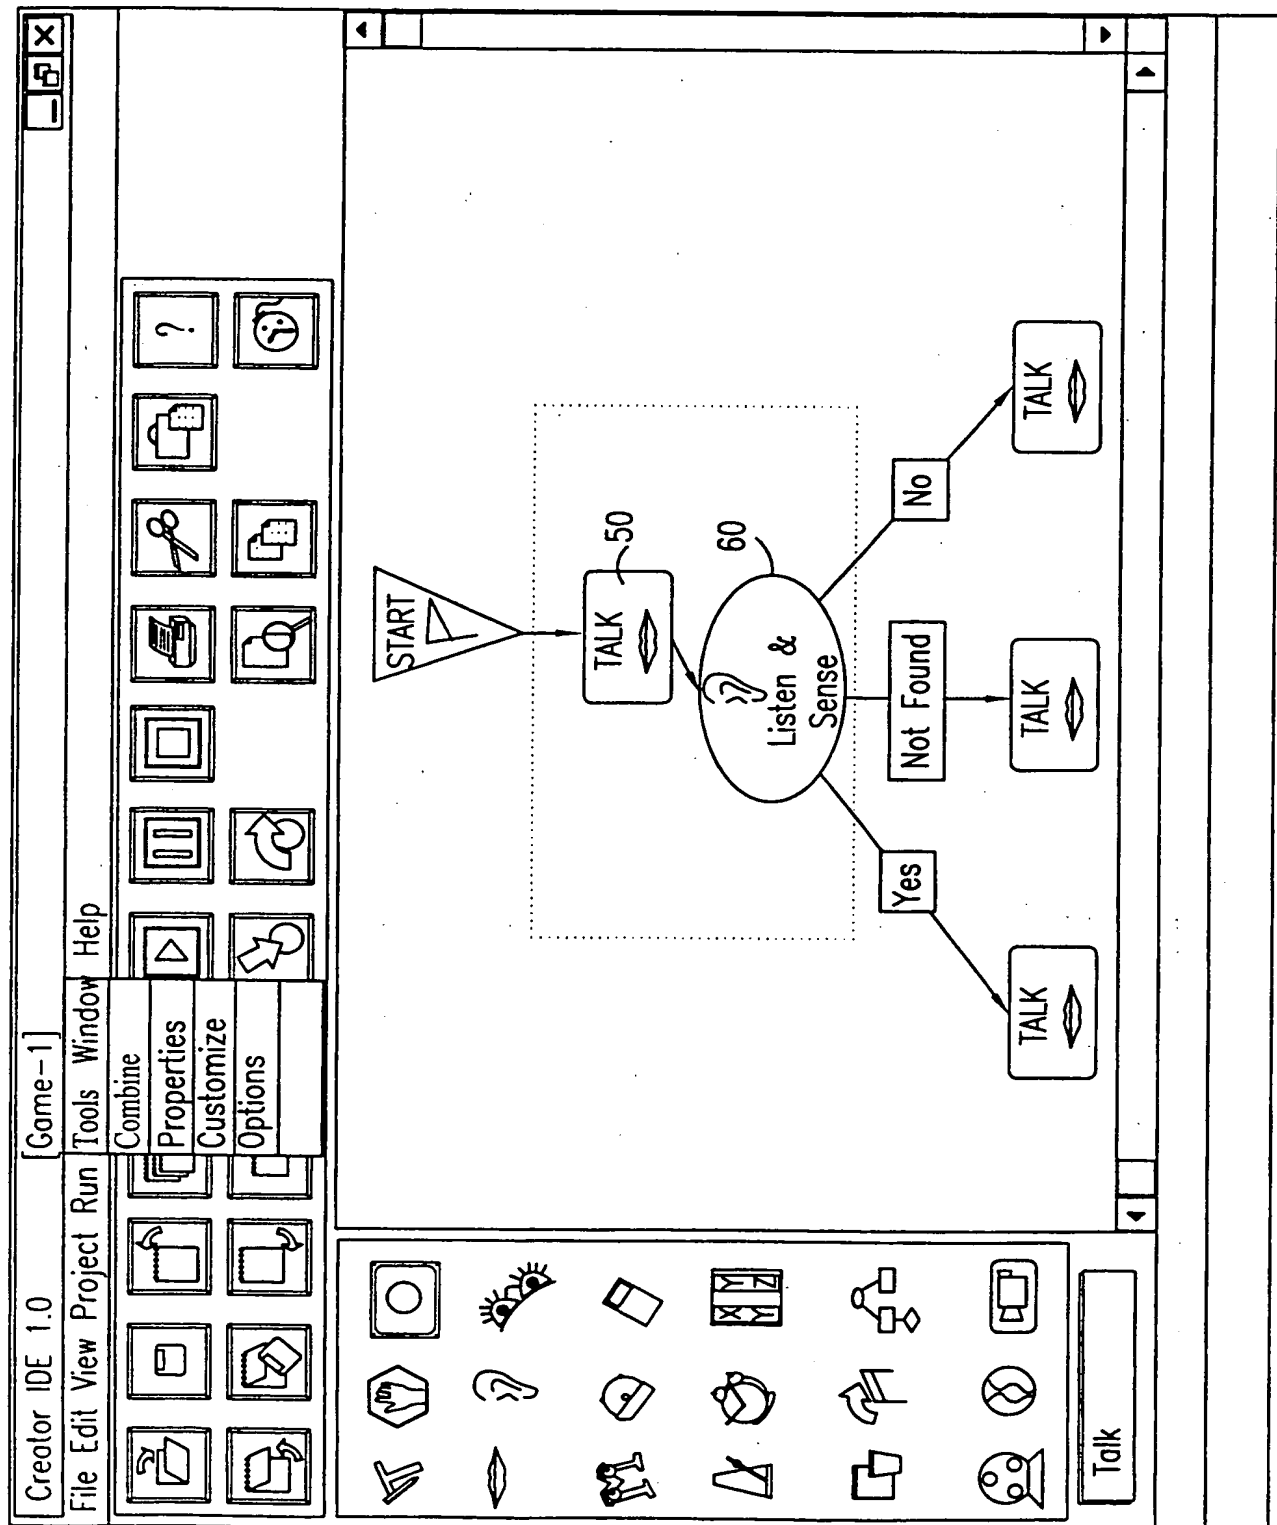 Creator IDE 1.0 [Game-1]
File Edit View Project Run Tools Window Help
Combine
Properties
Customize
Options
?
X Y
Y Z
Talk
START
TALK
50
60
Listen &
Sense
Yes
Not Found
No
TALK
TALK
TALK